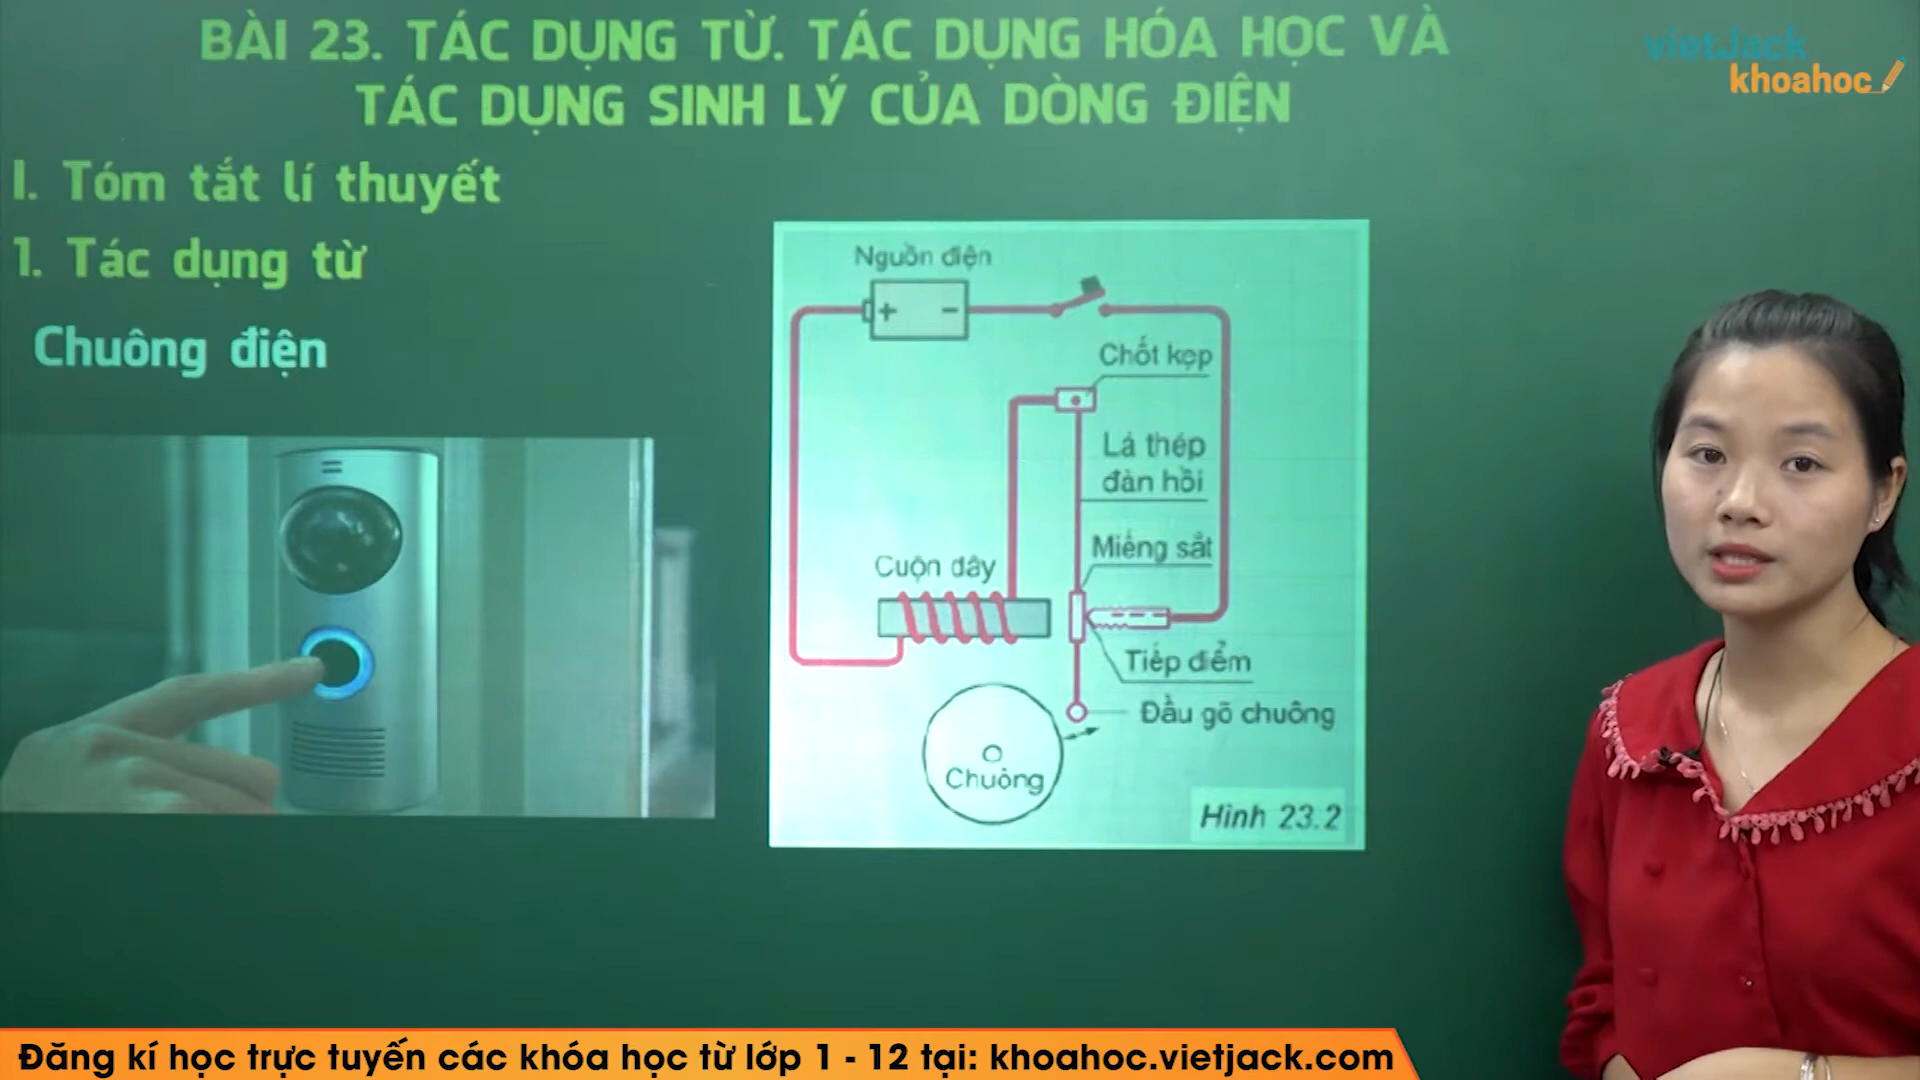 BÀI 23. TÁC DỤNG TỪ. TÁC DỤNG HÓA HỌC VÀ
TÁC DỤNG SINH LÝ CỦA DÒNG ĐIỆN
vietJack
khoahoc
I. Tóm tắt lí thuyết
1. Tác dụng từ
Chuông điện
Nguồn điện
+ −
Chốt kẹp
Lá thép
đàn hồi
Miếng sắt
Cuộn dây
Tiếp điểm
Đầu gõ chuông
Chuông
Hình 23.2
Đăng kí học trực tuyến các khóa học từ lớp 1 - 12 tại: khoahoc.vietjack.com